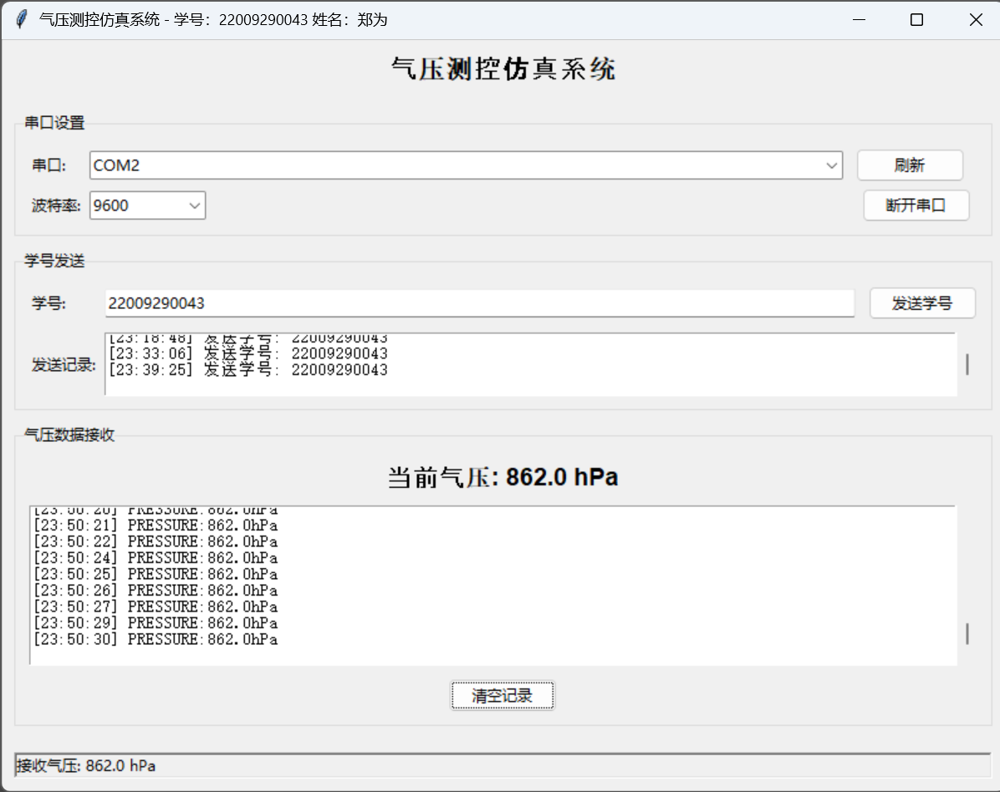 气压测控仿真系统 - 学号：22009290043 姓名：郑为
气压测控仿真系统
串口设置
串口: COM2 刷新
波特率: 9600 断开串口
学号发送
学号: 22009290043 发送学号
[23:18:48] 发送学号: 22009290043
[23:33:06] 发送学号: 22009290043
发送记录:
[23:39:25] 发送学号: 22009290043
气压数据接收
当前气压: 862.0 hPa
[23:50:20] PRESSURE:862.0hPa
[23:50:21] PRESSURE:862.0hPa
[23:50:22] PRESSURE:862.0hPa
[23:50:24] PRESSURE:862.0hPa
[23:50:25] PRESSURE:862.0hPa
[23:50:26] PRESSURE:862.0hPa
[23:50:27] PRESSURE:862.0hPa
[23:50:29] PRESSURE:862.0hPa
[23:50:30] PRESSURE:862.0hPa
清空记录
接收气压: 862.0 hPa